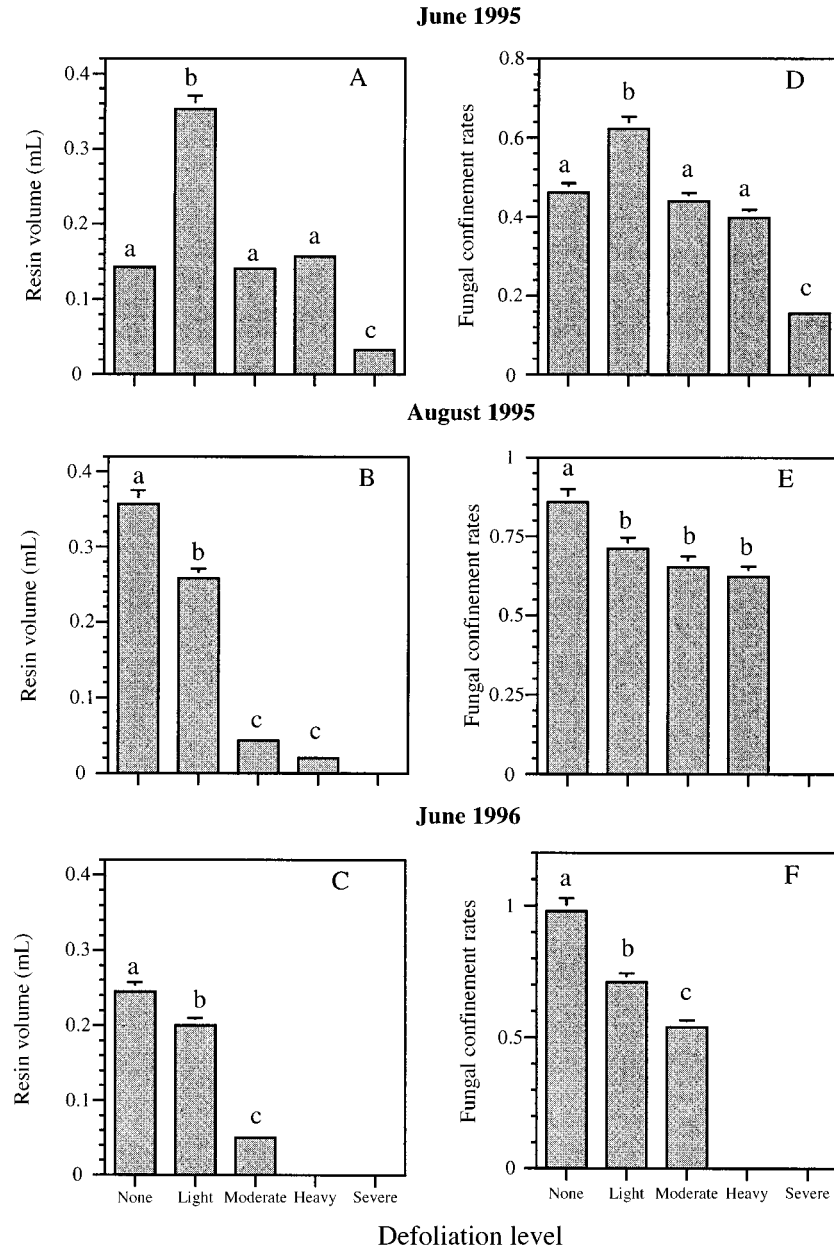 June 1995
A
Resin volume (mL)
0.4
0.3
0.2
0.1
0
a
b
a
a
c
D
Fungal confinement rates
0.8
0.6
0.4
0.2
0
a
b
a
a
c
August 1995
B
Resin volume (mL)
0.4
0.3
0.2
0.1
0
a
b
c
c
E
Fungal confinement rates
1
0.75
0.5
0.25
0
a
b
b
b
June 1996
C
Resin volume (mL)
0.4
0.3
0.2
0.1
0
a
b
c
None Light Moderate Heavy Severe
F
Fungal confinement rates
1
0.5
0
a
b
c
None Light Moderate Heavy Severe
Defoliation level